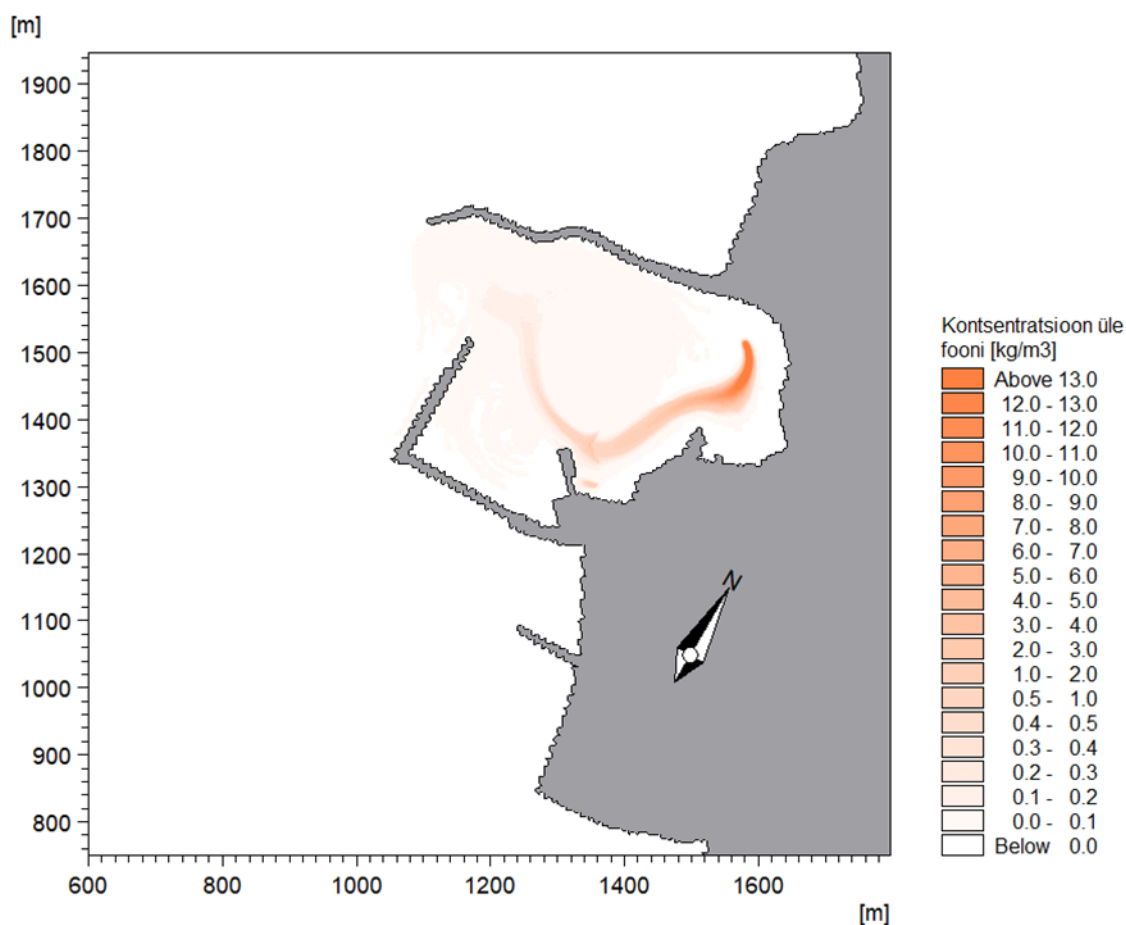 [m]
1900
1800
1700
1600
1500
1400
1300
1200
1100
1000
900
800
600 800 1000 1200 1400 1600
[m]
N
Kontsentratsioon üle
fooni [kg/m3]
Above 13.0
12.0 - 13.0
11.0 - 12.0
10.0 - 11.0
9.0 - 10.0
8.0 - 9.0
7.0 - 8.0
6.0 - 7.0
5.0 - 6.0
4.0 - 5.0
3.0 - 4.0
2.0 - 3.0
1.0 - 2.0
0.5 - 1.0
0.4 - 0.5
0.3 - 0.4
0.2 - 0.3
0.1 - 0.2
0.0 - 0.1
Below 0.0